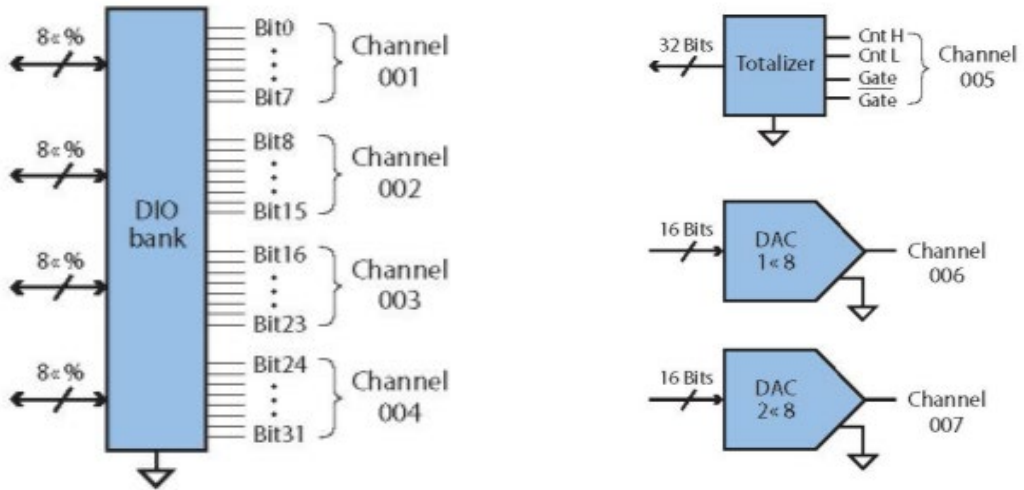 8«%
Bit0
Bit7
Channel
001
8«%
Bit8
Bit15
Channel
002
DIO
bank
8«%
Bit16
Bit23
Channel
003
8«%
Bit24
Bit31
Channel
004
32 Bits
Totalizer
Cnt H
Cnt L
Gate
Gate
Channel
005
16 Bits
DAC
1«8
Channel
006
16 Bits
DAC
2«8
Channel
007